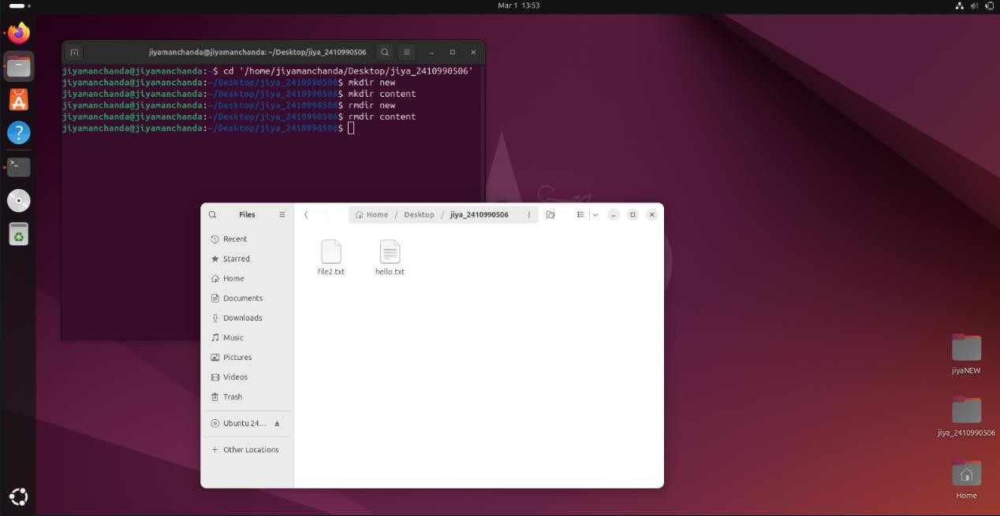 Mar 1 13:53
jiyamanchanda@jiyamanchanda: ~/Desktop/jiya_2410990506
jiyamanchanda@jiyamanchanda:~$ cd '/home/jiyamanchanda/Desktop/jiya_2410990506'
jiyamanchanda@jiyamanchanda:~/Desktop/jiya_2410990506$ mkdir new
jiyamanchanda@jiyamanchanda:~/Desktop/jiya_2410990506$ mkdir content
jiyamanchanda@jiyamanchanda:~/Desktop/jiya_2410990506$ rmdir new
jiyamanchanda@jiyamanchanda:~/Desktop/jiya_2410990506$ rmdir content
jiyamanchanda@jiyamanchanda:~/Desktop/jiya_2410990506$
Files
Home / Desktop / jiya_2410990506
Recent
Starred
Home
Documents
Downloads
Music
Pictures
Videos
Trash
Ubuntu 24...
Other Locations
file2.txt
hello.txt
jiyaNEW
jiya_2410990506
Home